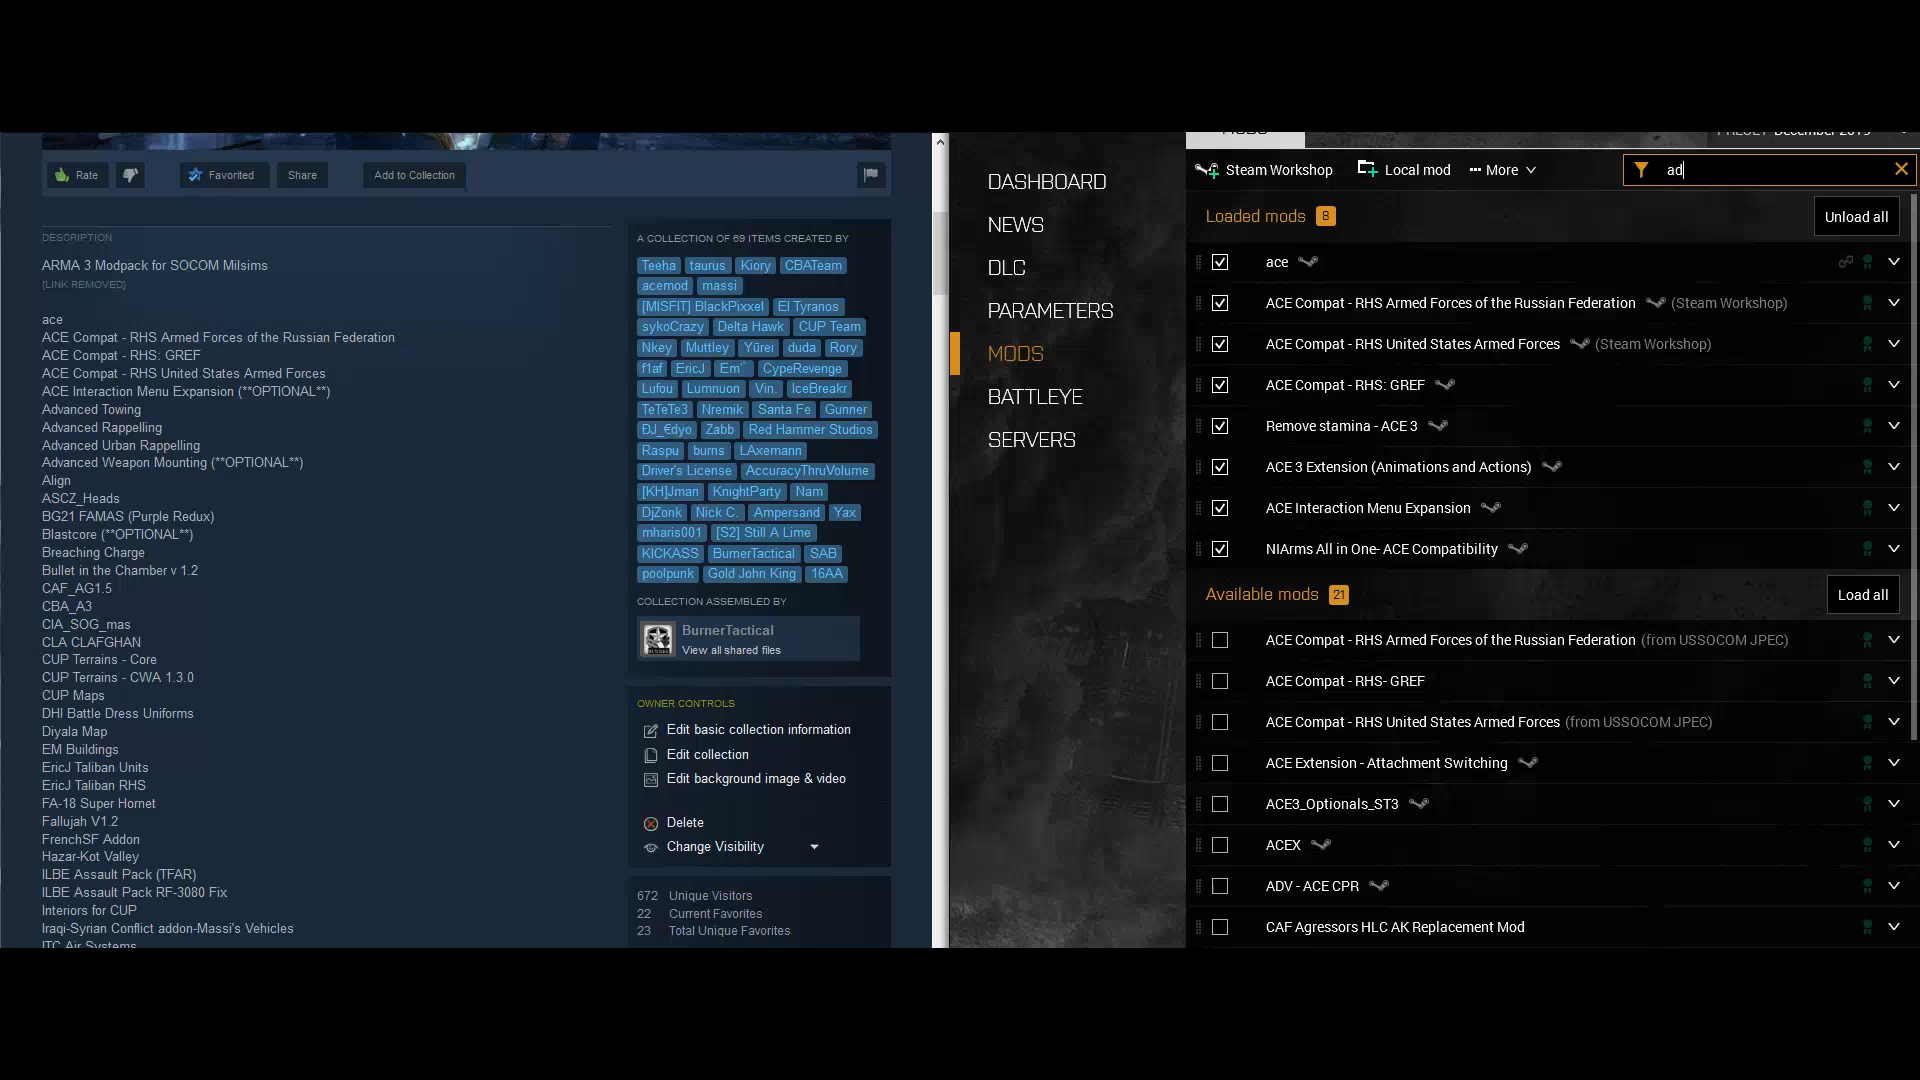 Rate
Favorited
Share
Add to Collection
DESCRIPTION
ARMA 3 Modpack for SOCOM Milsims
(LINK REMOVED)
ace
ACE Compat - RHS Armed Forces of the Russian Federation
ACE Compat - RHS: GREF
ACE Compat - RHS United States Armed Forces
ACE Interaction Menu Expansion (**OPTIONAL**)
Advanced Towing
Advanced Rappelling
Advanced Urban Rappelling
Advanced Weapon Mounting (**OPTIONAL**)
Align
ASCZ_Heads
BG21 FAMAS (Purple Redux)
Blastcore (**OPTIONAL**)
Breaching Charge
Bullet in the Chamber v 1.2
CAF_AG1.5
CBA_A3
CIA_SOG_mas
CLA CLAFGHAN
CUP Terrains - Core
CUP Terrains - CWA 1.3.0
CUP Maps
DHI Battle Dress Uniforms
Diyala Map
EM Buildings
EricJ Taliban Units
EricJ Taliban RHS
FA-18 Super Hornet
Fallujah V1.2
FrenchSF Addon
Hazar-Kot Valley
ILBE Assault Pack (TFAR)
ILBE Assault Pack RF-3080 Fix
Interiors for CUP
Iraqi-Syrian Conflict addon-Massi's Vehicles
ITC Air Systems
A COLLECTION OF 69 ITEMS CREATED BY
Teeha taurus Kiory CBATeam
acemod massi
[MISFIT] BlackPixxel El Tyranos
sykoCrazy Delta Hawk CUP Team
Nkey Muttley Yūrei duda Rory
f1af EricJ Em˝ CypeRevenge
Lufou Lumnuon Vin. IceBreakr
TeTeTe3 Nremik Santa Fe Gunner
ĐJ_€dyo Zabb Red Hammer Studios
Raspu burns LAxemann
Driver's License AccuracyThruVolume
[KH]Jman KnightParty Nam
DjZonk Nick C. Ampersand Yax
mharis001 [S2] Still A Lime
KICKASS BurnerTactical SAB
poolpunk Gold John King 16AA
COLLECTION ASSEMBLED BY
BurnerTactical
View all shared files
OWNER CONTROLS
Edit basic collection information
Edit collection
Edit background image & video
Delete
Change Visibility
672 Unique Visitors
22 Current Favorites
23 Total Unique Favorites
DASHBOARD
NEWS
DLC
PARAMETERS
MODS
BATTLEYE
SERVERS
MODS
PRESET December 2019
Steam Workshop Local mod More ad
Loaded mods 8 Unload all
ace
ACE Compat - RHS Armed Forces of the Russian Federation (Steam Workshop)
ACE Compat - RHS United States Armed Forces (Steam Workshop)
ACE Compat - RHS: GREF
Remove stamina - ACE 3
ACE 3 Extension (Animations and Actions)
ACE Interaction Menu Expansion
NIArms All in One- ACE Compatibility
Available mods 21 Load all
ACE Compat - RHS Armed Forces of the Russian Federation (from USSOCOM JPEC)
ACE Compat - RHS- GREF
ACE Compat - RHS United States Armed Forces (from USSOCOM JPEC)
ACE Extension - Attachment Switching
ACE3_Optionals_ST3
ACEX
ADV - ACE CPR
CAF Agressors HLC AK Replacement Mod